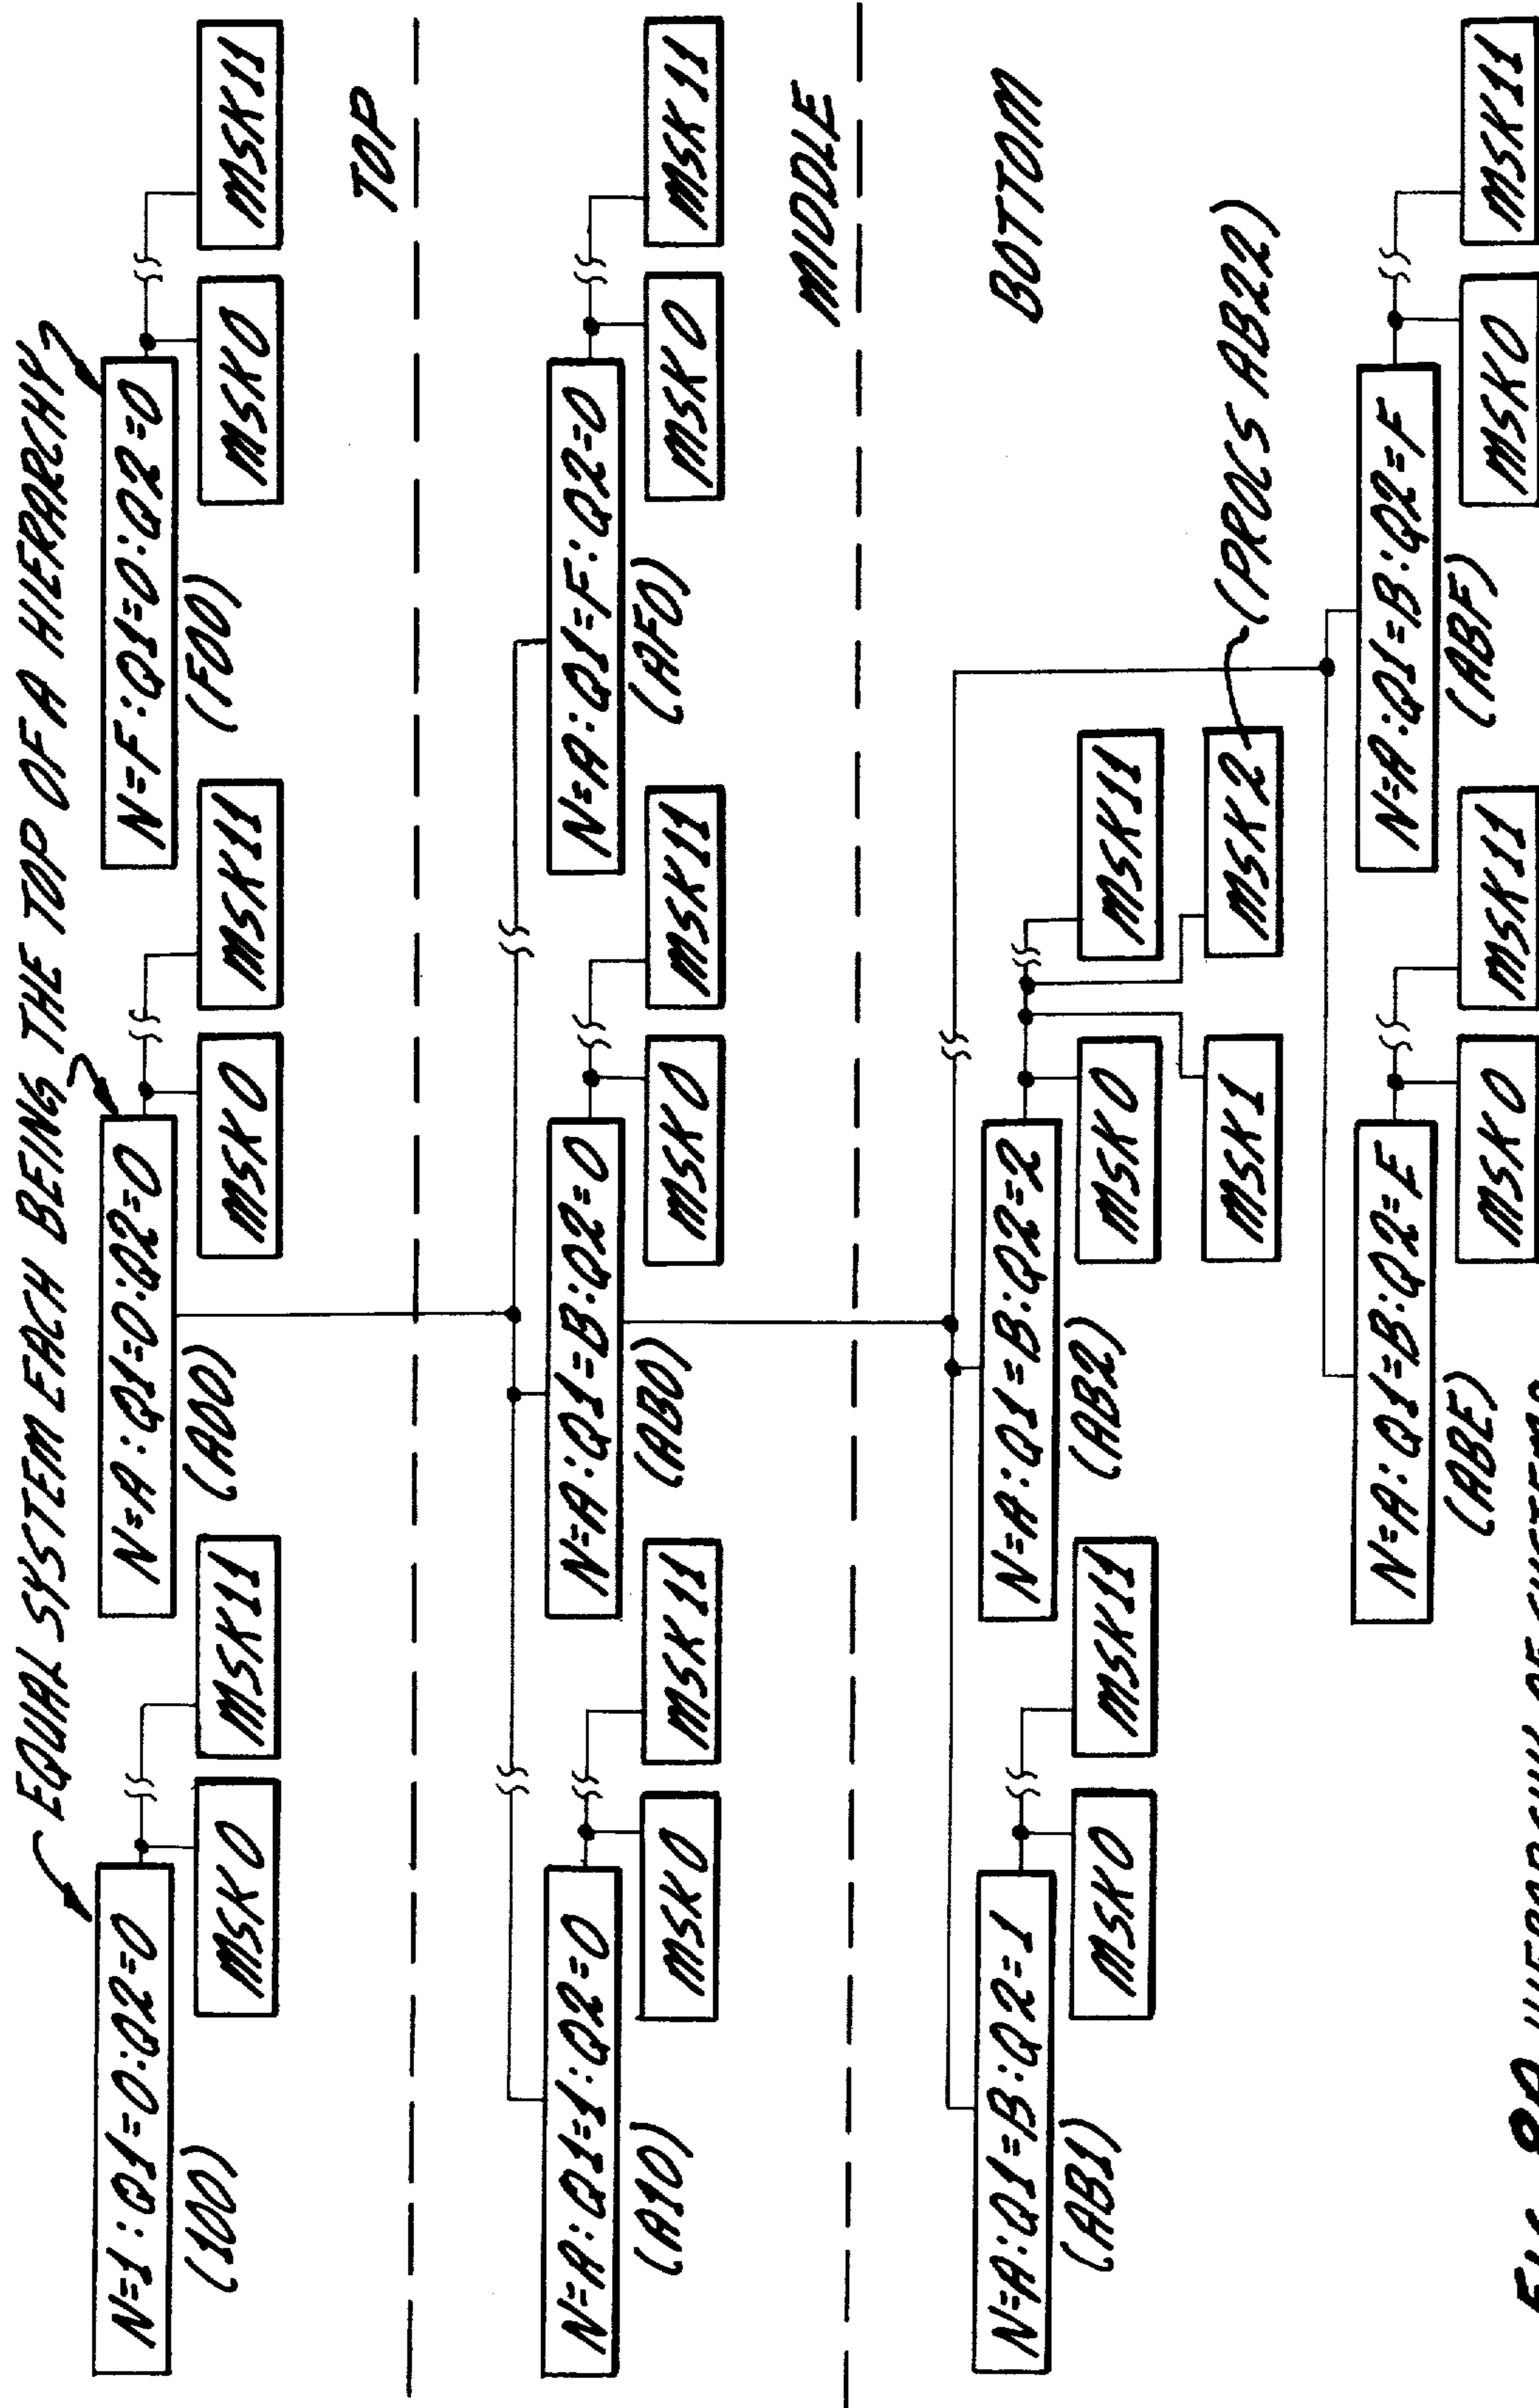 EQUAL SYSTEM EACH BEING THE TOP OF A HIERARCHY
N=1:Q1=0:Q2=0
(100)
MSK0
MSK11
N=A:Q1=0:Q2=0
(A00)
MSK0
MSK11
N=F:Q1=0:Q2=0
(F00)
MSK0
MSK11
TOP
N=A:Q1=1:Q2=0
(A10)
MSK0
MSK11
N=A:Q1=B:Q2=0
(AB0)
MSK0
MSK11
N=A:Q1=F:Q2=0
(AF0)
MSK0
MSK11
MIDDLE
N=A:Q1=B:Q2=1
(AB1)
MSK0
MSK11
N=A:Q1=B:Q2=2
(AB2)
MSK0
MSK11
MSK1
MSK2
(PROCS AB22)
BOTTOM
N=A:Q1=B:Q2=E
(ABE)
MSK0
MSK11
N=A:Q1=B:Q2=F
(ABF)
MSK0
MSK11
HIERARCHY OF SYSTEMS